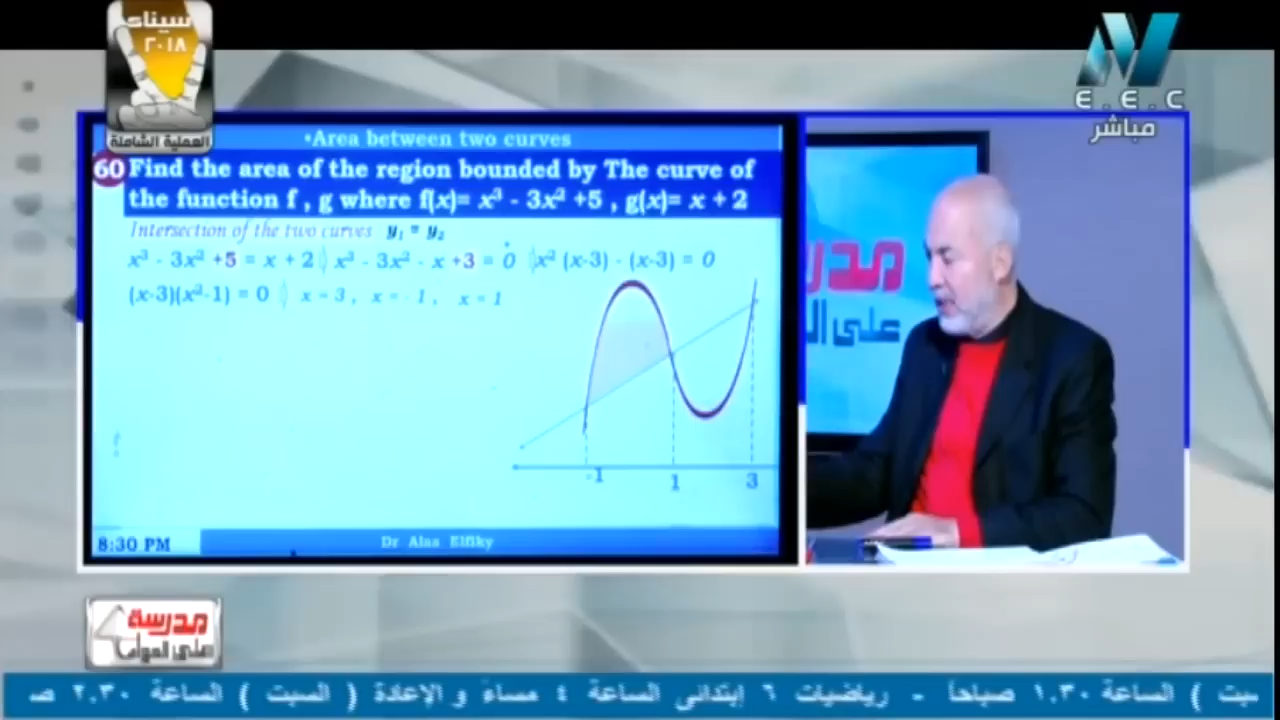 سيناء
٢٠١٨
العملية الشاملة
E.E.C
مباشر
•Area between two curves
60 Find the area of the region bounded by The curve of
the function f , g where f(x)= x³ - 3x² +5 , g(x)= x + 2
Intersection of the two curves y₁ = y₂
x³ - 3x² +5 = x + 2 x³ - 3x² - x +3 = 0 x² (x-3) - (x-3) = 0
(x-3)(x²-1) = 0 x = 3 , x = -1 , x = 1
-1 1 3
8:30 PM
Dr Alaa Elfiky
مدرسة
على
مدرسة
على الهواء
سبت ) الساعة ١.٣٠ صباحاً - رياضيات ٦ إبتدائى الساعة ٤ مساءً و الإعادة ( السبت ) الساعة ٢.٣٠ ص